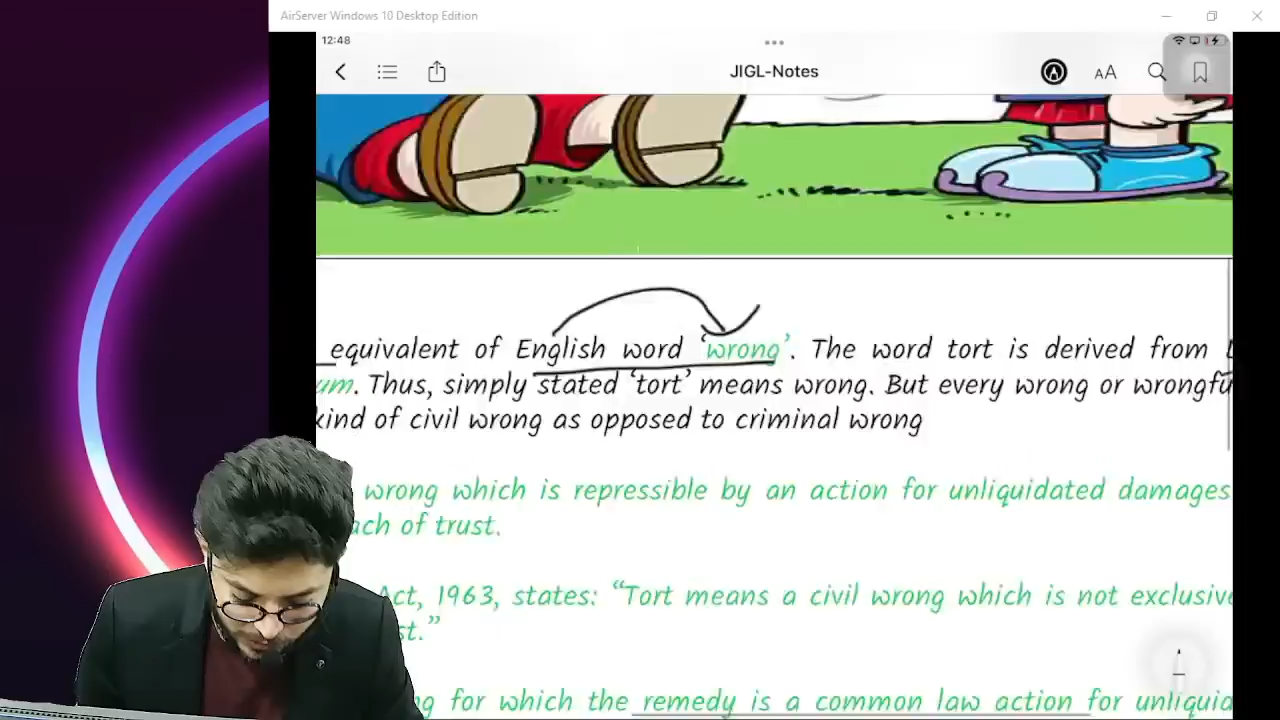 AirServer Windows 10 Desktop Edition
12:48
JIGL-Notes
AA
equivalent of English word ‘wrong’. The word tort is derived from
um. Thus, simply stated ‘tort’ means wrong. But every wrong or wrongfu
kind of civil wrong as opposed to criminal wrong
wrong which is repressible by an action for unliquidated damages
ach of trust.
Act, 1963, states: “Tort means a civil wrong which is not exclusive
st.”
g for which the remedy is a common law action for unliquid